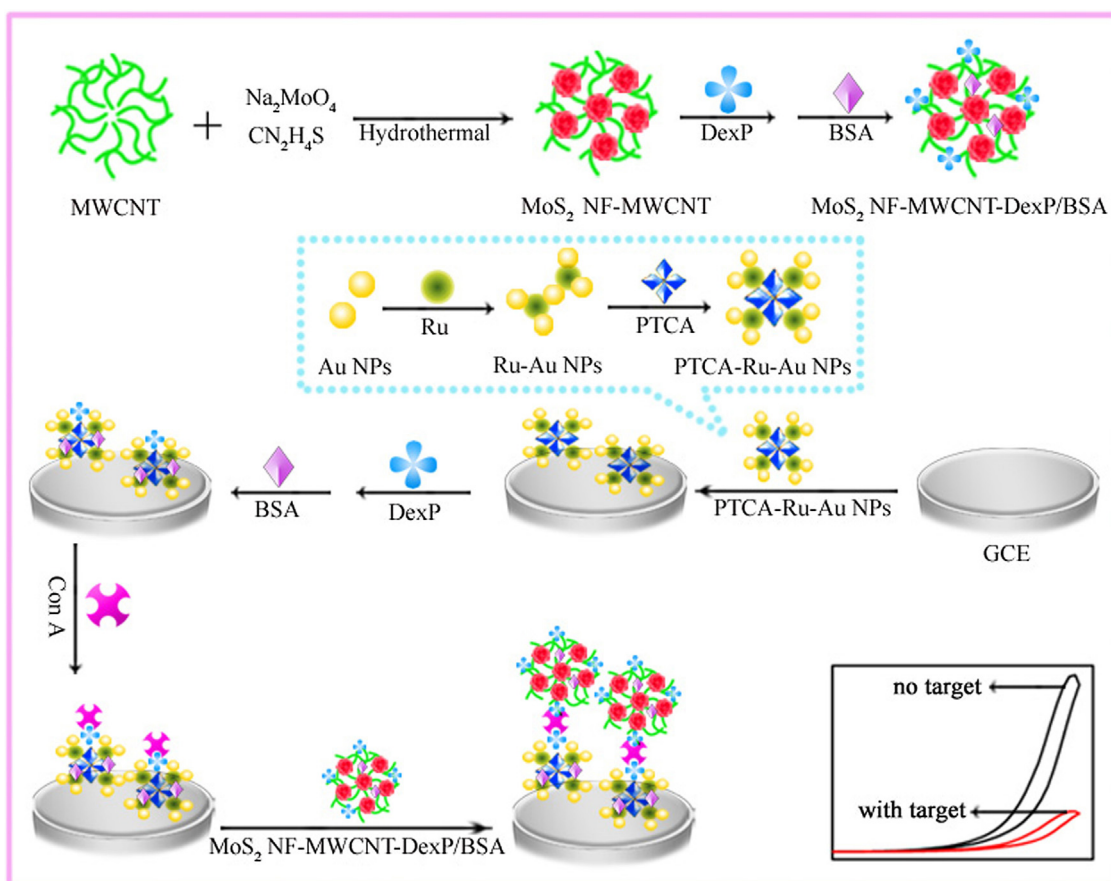 Na₂MoO₄
CN₂H₄S
Hydrothermal
DexP
BSA
MWCNT
MoS₂ NF-MWCNT
MoS₂ NF-MWCNT-DexP/BSA
Ru
PTCA
Au NPs
Ru-Au NPs
PTCA-Ru-Au NPs
BSA
DexP
PTCA-Ru-Au NPs
GCE
Con A
MoS₂ NF-MWCNT-DexP/BSA
no target
with target